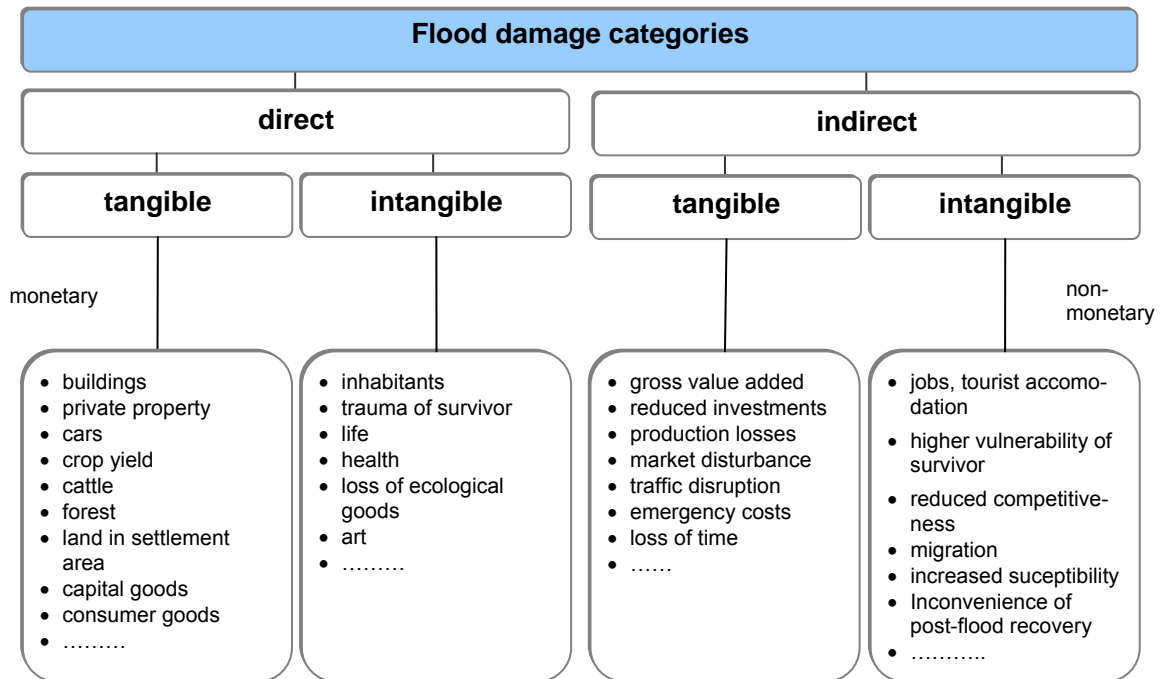 Flood damage categories
direct
indirect
tangible
intangible
tangible
intangible
monetary
non-
monetary
• buildings
• private property
• cars
• crop yield
• cattle
• forest
• land in settlement
area
• capital goods
• consumer goods
• ………
• inhabitants
• trauma of survivor
• life
• health
• loss of ecological
goods
• art
• ………
• gross value added
• reduced investments
• production losses
• market disturbance
• traffic disruption
• emergency costs
• loss of time
• ……
• jobs, tourist accomo-
dation
• higher vulnerability of
survivor
• reduced competitive-
ness
• migration
• increased suceptibility
• Inconvenience of
post-flood recovery
• ………..